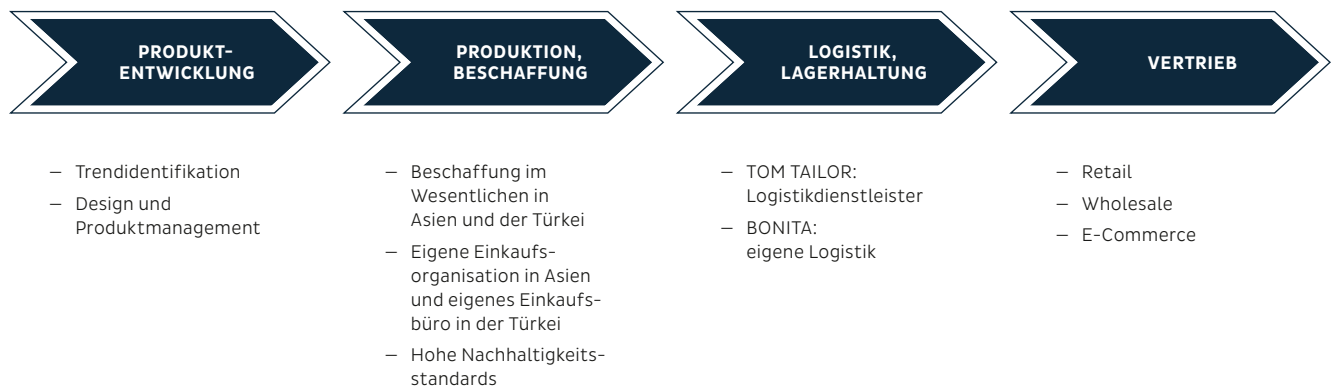 PRODUKT-
ENTWICKLUNG
PRODUKTION,
BESCHAFFUNG
LOGISTIK,
LAGERHALTUNG
VERTRIEB
– Trendidentifikation
– Design und
Produktmanagement
– Beschaffung im
Wesentlichen in
Asien und der Türkei
– Eigene Einkaufs-
organisation in Asien
und eigenes Einkaufs-
büro in der Türkei
– Hohe Nachhaltigkeits-
standards
– TOM TAILOR:
Logistikdienstleister
– BONITA:
eigene Logistik
– Retail
– Wholesale
– E-Commerce